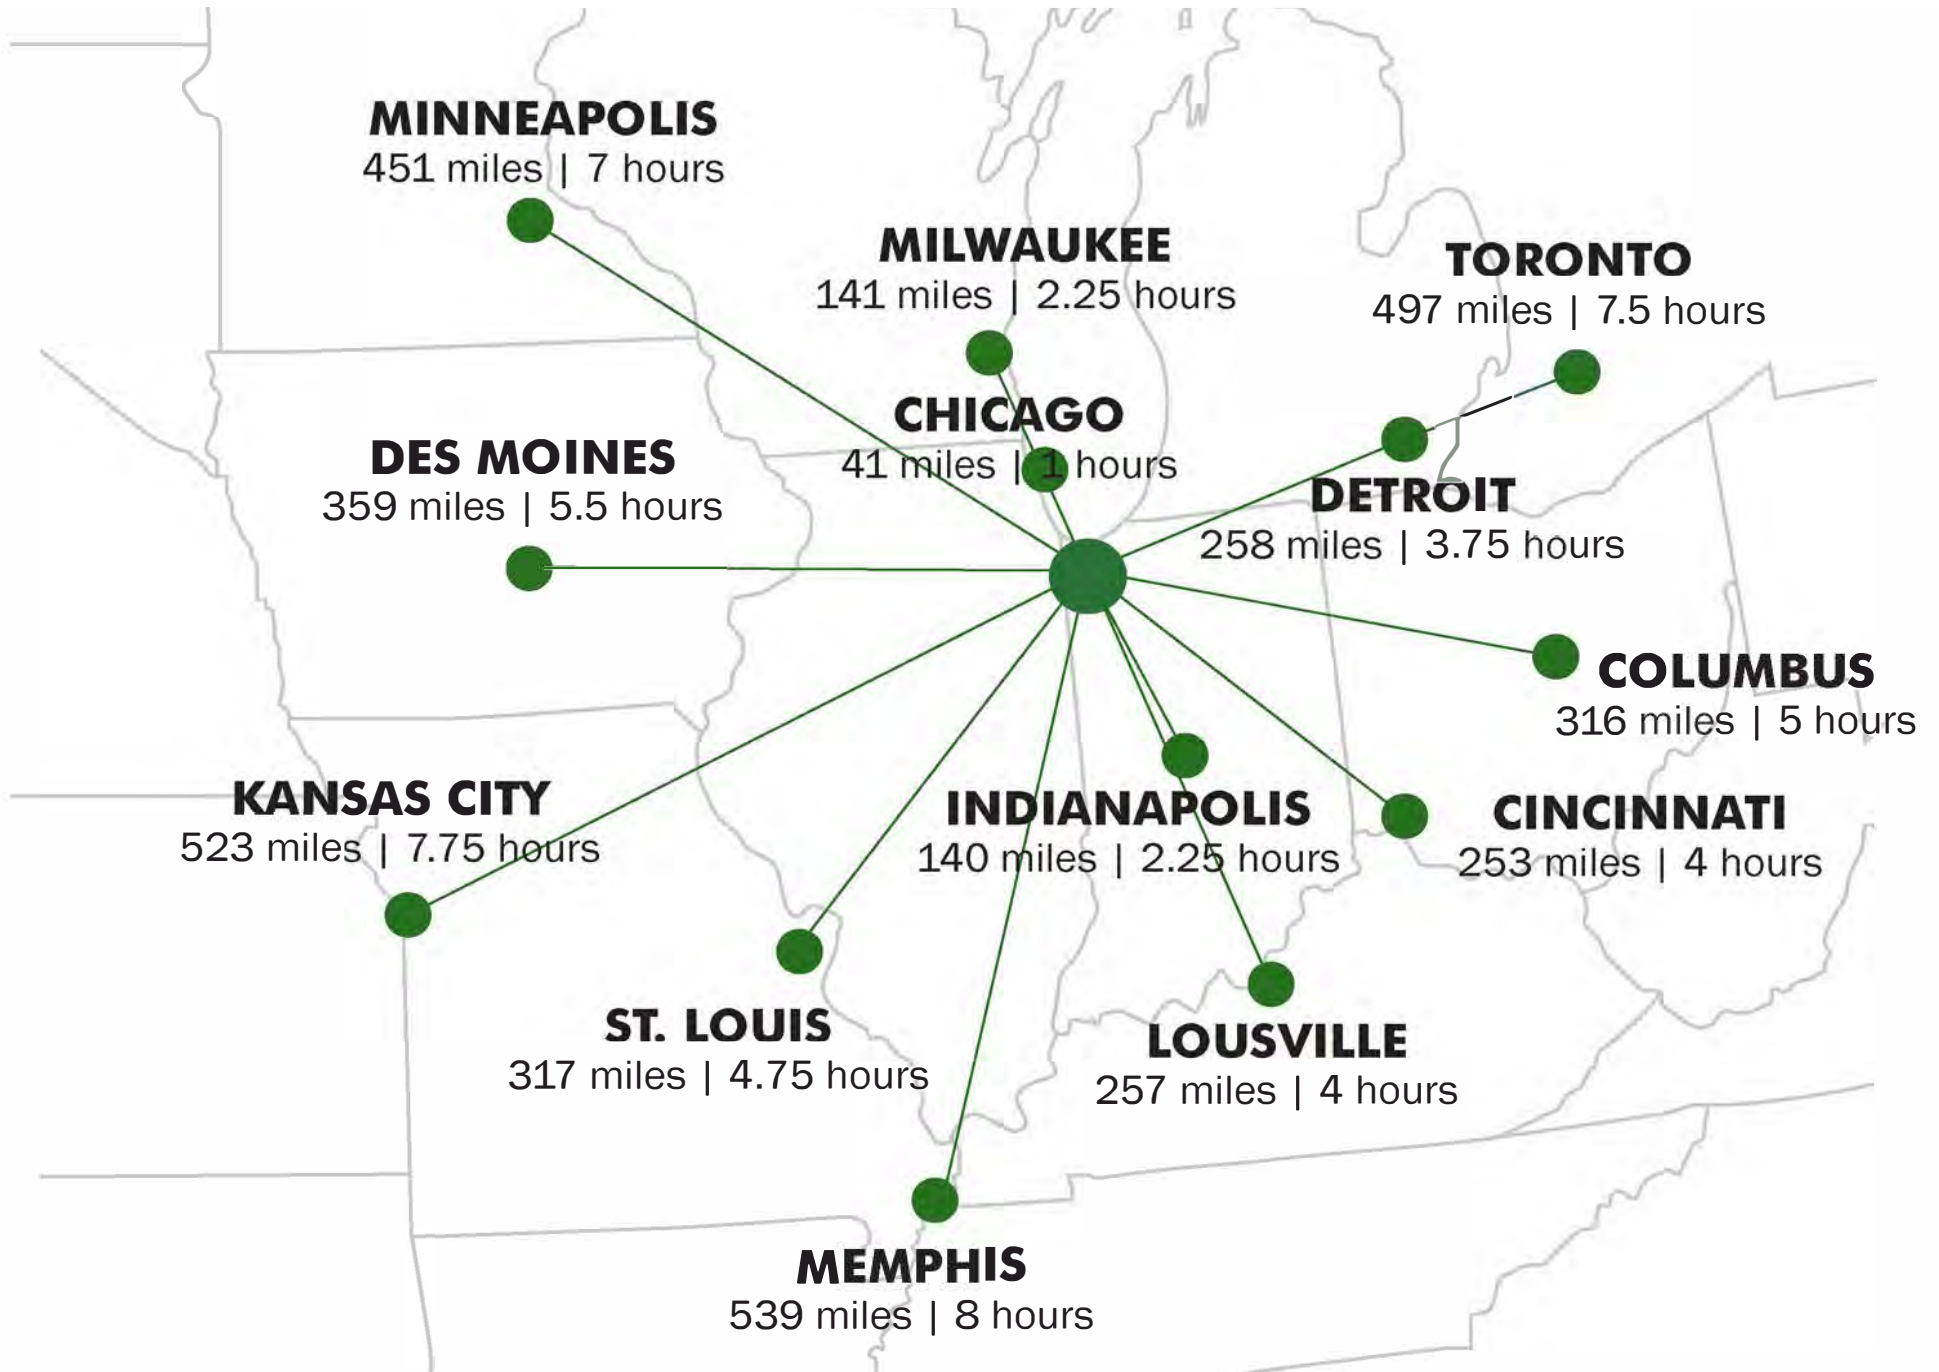 MINNEAPOLIS
451 miles | 7 hours
MILWAUKEE
141 miles | 2.25 hours
TORONTO
497 miles | 7.5 hours
CHICAGO
41 miles | 1 hours
DES MOINES
359 miles | 5.5 hours
DETROIT
258 miles | 3.75 hours
COLUMBUS
316 miles | 5 hours
KANSAS CITY
523 miles | 7.75 hours
INDIANAPOLIS
140 miles | 2.25 hours
CINCINNATI
253 miles | 4 hours
ST. LOUIS
317 miles | 4.75 hours
LOUSVILLE
257 miles | 4 hours
MEMPHIS
539 miles | 8 hours